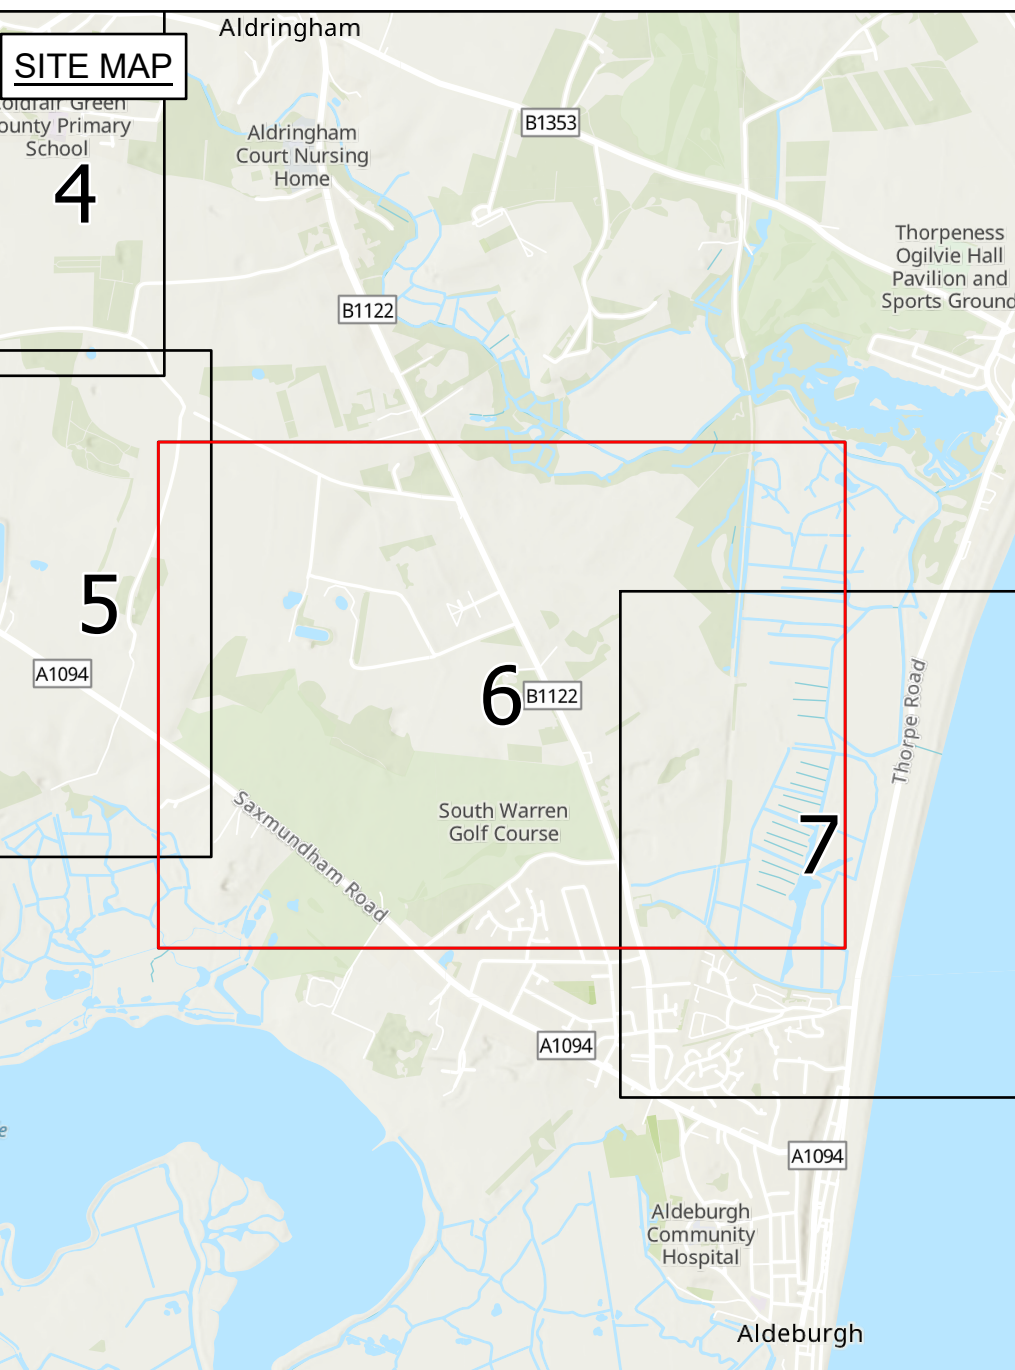 Aldringham
SITE MAP
Coldfair Green
County Primary
School
4
B1353
Aldringham
Court Nursing
Home
Thorpeness
Ogilvie Hall
Pavilion and
Sports Ground
B1122
5
A1094
6
B1122
Thorpe Road
South Warren
Golf Course
7
Saxmundham Road
A1094
A1094
Aldeburgh
Community
Hospital
Aldeburgh